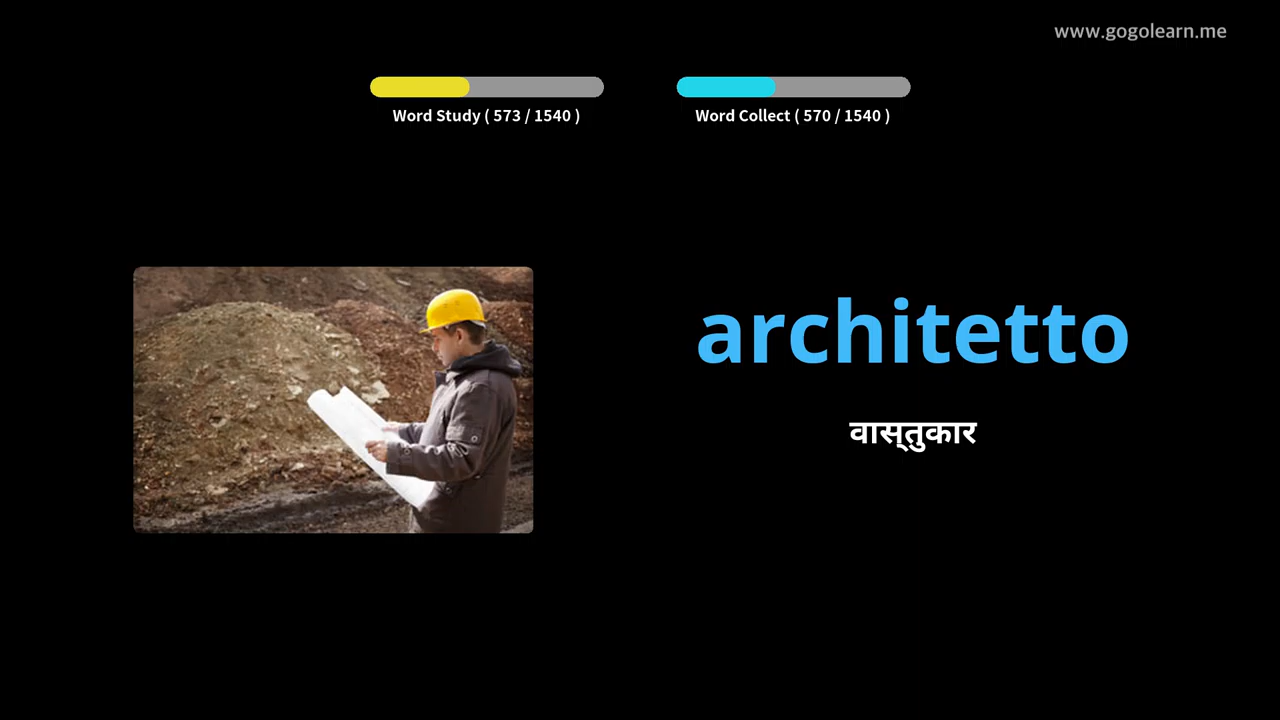 www.gogolearn.me
Word Study ( 573 / 1540 )
Word Collect ( 570 / 1540 )
architetto
वास्तुकार